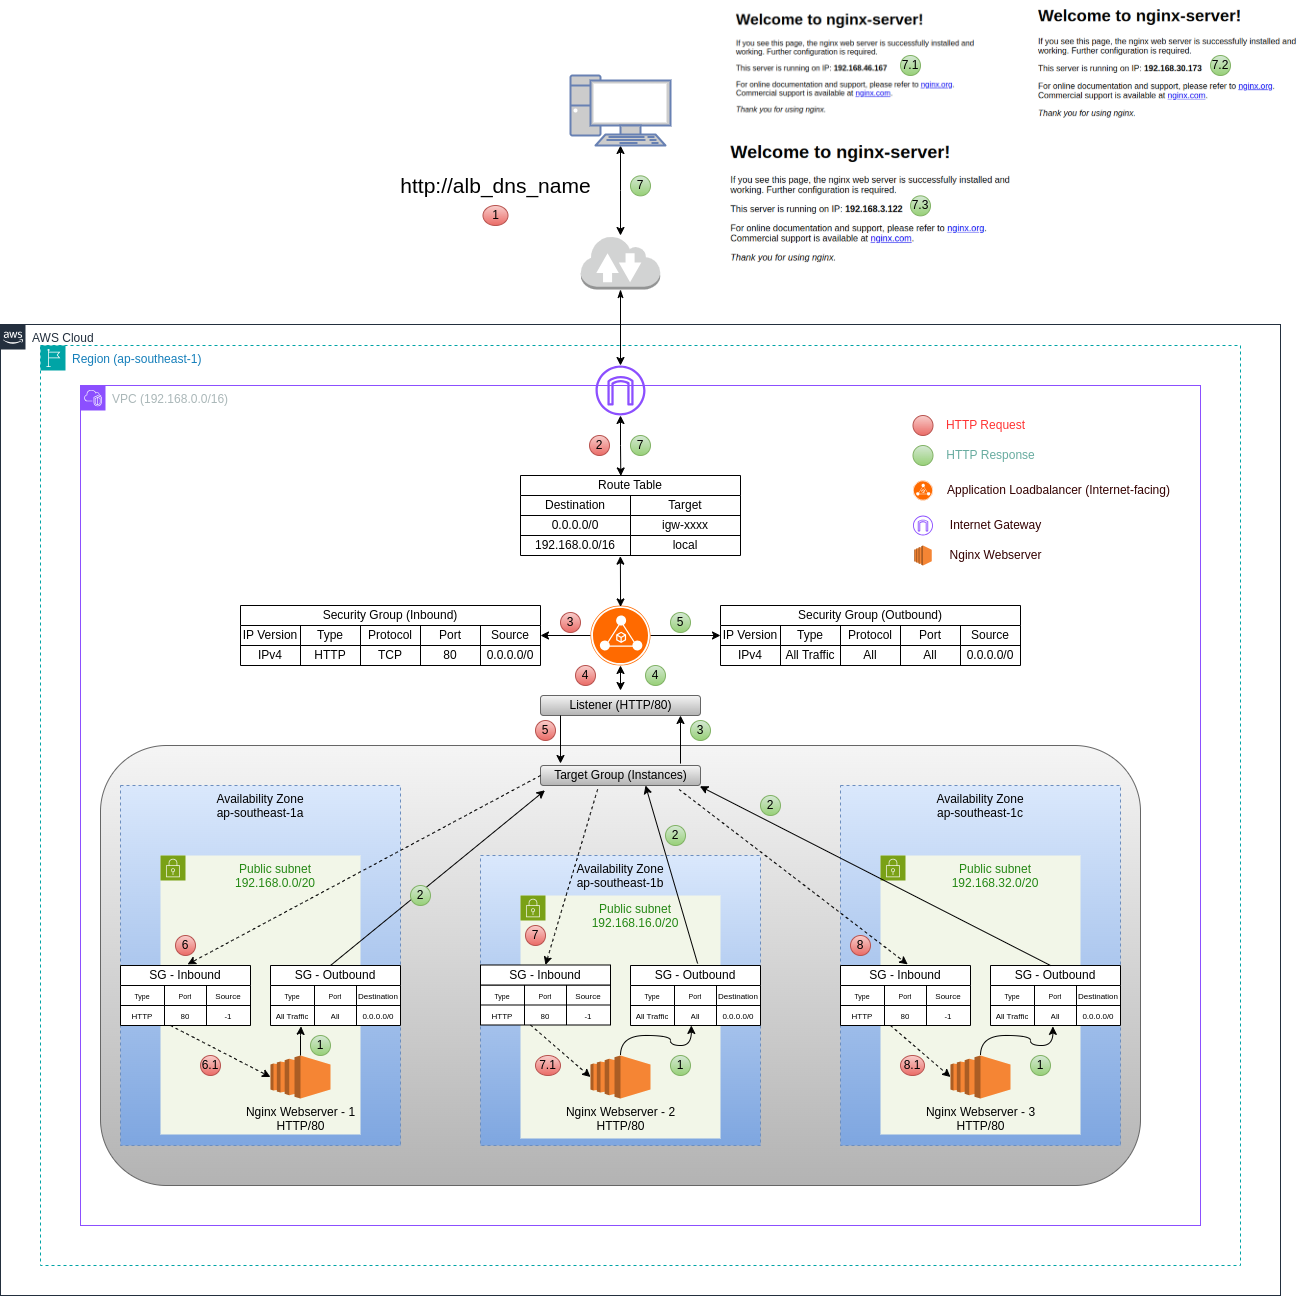 Welcome to nginx-server!
If you see this page, the nginx web server is successfully installed and
working. Further configuration is required.
This server is running on IP: 192.168.46.167
7.1
For online documentation and support, please refer to nginx.org.
Commercial support is available at nginx.com.
Thank you for using nginx.
Welcome to nginx-server!
If you see this page, the nginx web server is successfully installed and
working. Further configuration is required.
This server is running on IP: 192.168.30.173
7.2
For online documentation and support, please refer to nginx.org.
Commercial support is available at nginx.com.
Thank you for using nginx.
Welcome to nginx-server!
If you see this page, the nginx web server is successfully installed and
working. Further configuration is required.
This server is running on IP: 192.168.3.122
7.3
For online documentation and support, please refer to nginx.org.
Commercial support is available at nginx.com.
Thank you for using nginx.
http://alb_dns_name
1
7
aws
AWS Cloud
Region (ap-southeast-1)
VPC (192.168.0.0/16)
2
7
HTTP Request
HTTP Response
Application Loadbalancer (Internet-facing)
Internet Gateway
Nginx Webserver
Route Table
Destination Target
0.0.0.0/0 igw-xxxx
192.168.0.0/16 local
Security Group (Inbound)
IP Version Type Protocol Port Source
IPv4 HTTP TCP 80 0.0.0.0/0
3
5
Security Group (Outbound)
IP Version Type Protocol Port Source
IPv4 All Traffic All All 0.0.0.0/0
4
4
Listener (HTTP/80)
5
3
Target Group (Instances)
2
2
2
Availability Zone
ap-southeast-1a
Public subnet
192.168.0.0/20
6
SG - Inbound
Type Port Source
HTTP 80 -1
SG - Outbound
Type Port Destination
All Traffic All 0.0.0.0/0
6.1
1
Nginx Webserver - 1
HTTP/80
Availability Zone
ap-southeast-1b
Public subnet
192.168.16.0/20
7
SG - Inbound
Type Port Source
HTTP 80 -1
SG - Outbound
Type Port Destination
All Traffic All 0.0.0.0/0
7.1
1
Nginx Webserver - 2
HTTP/80
Availability Zone
ap-southeast-1c
Public subnet
192.168.32.0/20
8
SG - Inbound
Type Port Source
HTTP 80 -1
SG - Outbound
Type Port Destination
All Traffic All 0.0.0.0/0
8.1
1
Nginx Webserver - 3
HTTP/80